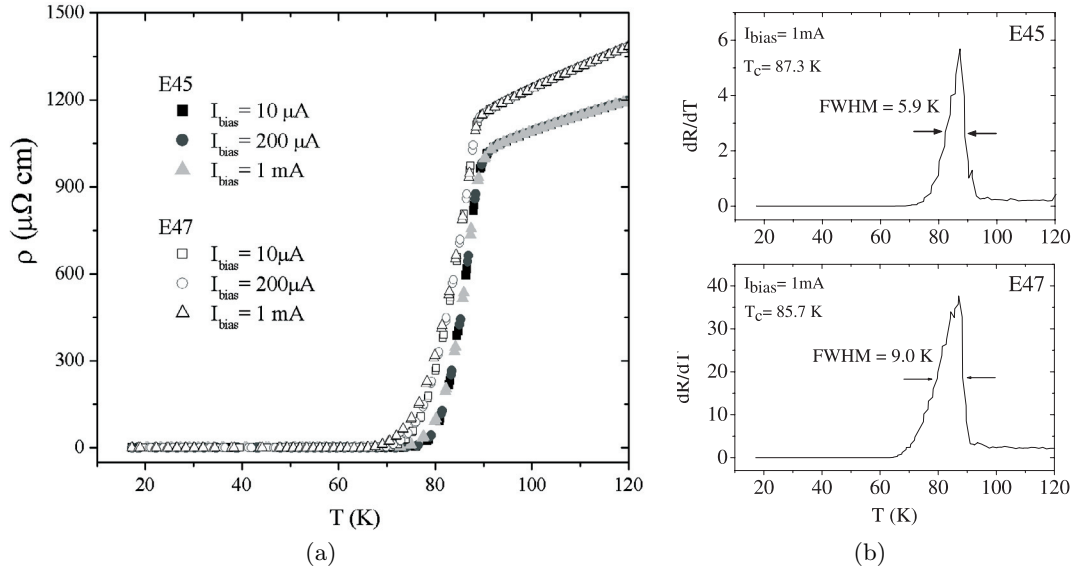 1500
1200
900
600
300
0
ρ (μΩ cm)
E45
I_bias = 10 μA
I_bias = 200 μA
I_bias = 1 mA
E47
I_bias = 10μA
I_bias = 200μA
I_bias = 1 mA
20 40 60 80 100 120
T (K)
(a)
I_bias= 1mA
E45
T_c= 87.3 K
FWHM = 5.9 K
6
4
2
0
dR/dT
20 40 60 80 100 120
I_bias= 1mA
E47
T_c= 85.7 K
FWHM = 9.0 K
40
30
20
10
0
dR/dT
20 40 60 80 100 120
T (K)
(b)